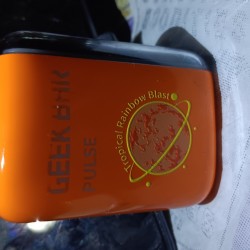 GEEK BAR
PULSE
Tropical Rainbow Blast